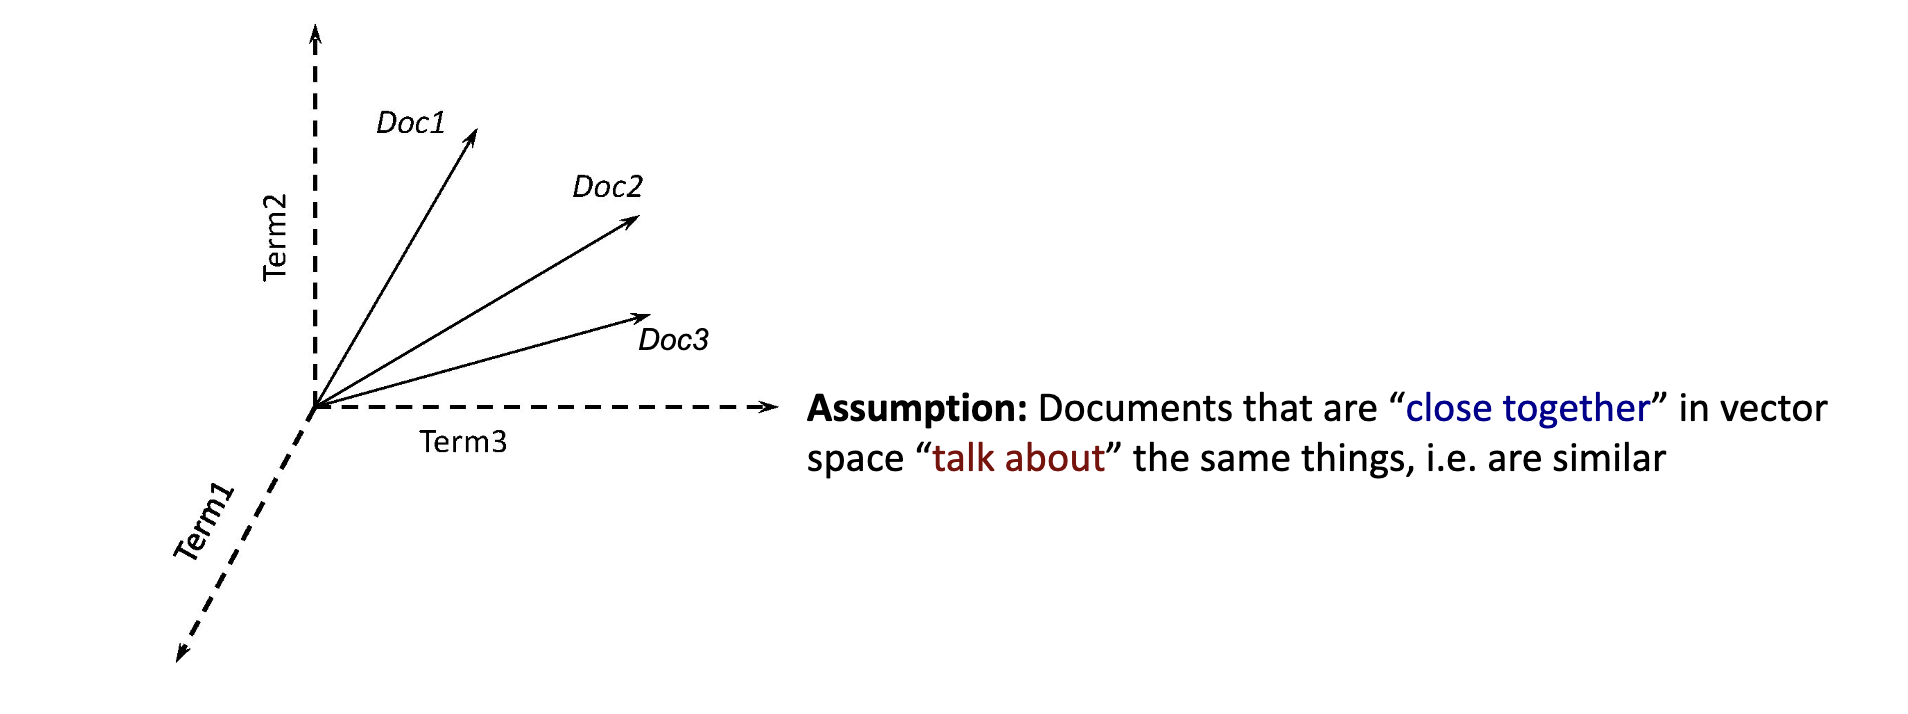 Doc1
Doc2
Term2
Doc3
Term3
Term1
Assumption: Documents that are “close together” in vector
space “talk about” the same things, i.e. are similar